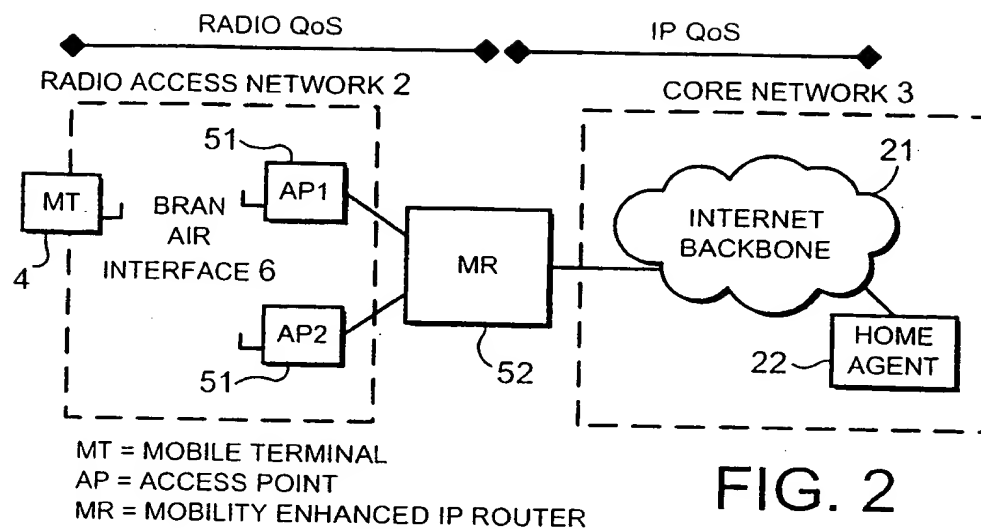 RADIO QoS
IP QoS
RADIO ACCESS NETWORK 2
CORE NETWORK 3
51
21
MT
AP1
BRAN
AIR
INTERFACE 6
4
MR
INTERNET
BACKBONE
AP2
51
52
22
HOME
AGENT
MT = MOBILE TERMINAL
AP = ACCESS POINT
MR = MOBILITY ENHANCED IP ROUTER
FIG. 2